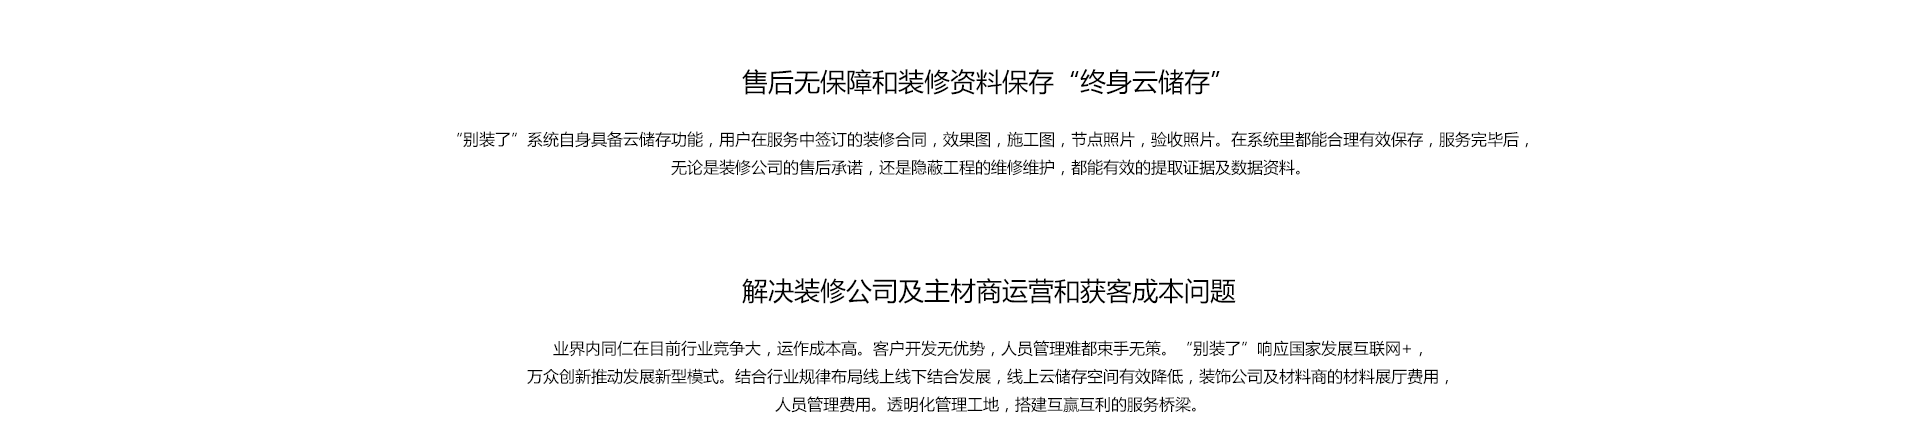 售后无保障和装修资料保存“终身云储存”
“别装了”系统自身具备云储存功能，用户在服务中签订的装修合同，效果图，施工图，节点照片，验收照片。在系统里都能合理有效保存，服务完毕后，
无论是装修公司的售后承诺，还是隐蔽工程的维修维护，都能有效的提取证据及数据资料。
解决装修公司及主材商运营和获客成本问题
业界内同仁在目前行业竞争大，运作成本高。客户开发无优势，人员管理难都束手无策。“别装了”响应国家发展互联网+，
万众创新推动发展新型模式。结合行业规律布局线上线下结合发展，线上云储存空间有效降低，装饰公司及材料商的材料展厅费用，
人员管理费用。透明化管理工地，搭建互赢互利的服务桥梁。